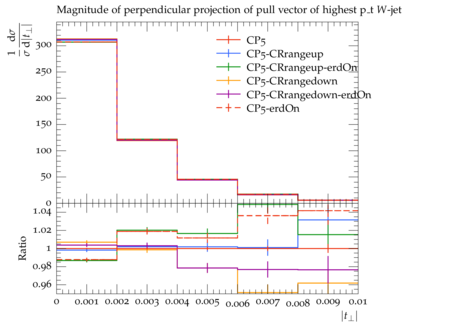 Magnitude of perpendicular projection of pull vector of highest p_t W-jet
1/σ dσ/d|t⊥|
300
250
200
150
100
50
0
CP5
CP5-CRrangeup
CP5-CRrangeup-erdOn
CP5-CRrangedown
CP5-CRrangedown-erdOn
CP5-erdOn
Ratio
1.04
1.02
1
0.98
0.96
0 0.001 0.002 0.003 0.004 0.005 0.006 0.007 0.008 0.009 0.01
|t⊥|